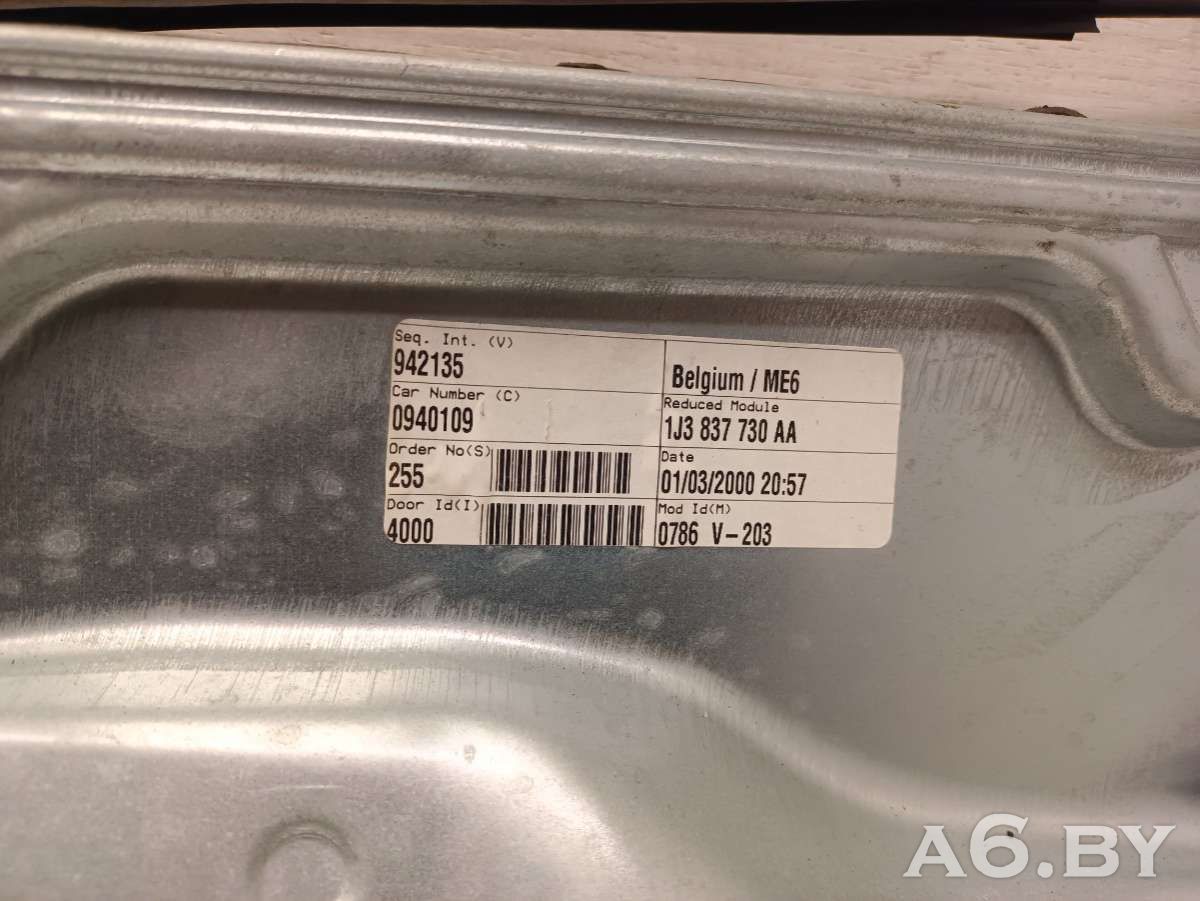 Seq. Int. (V)
942135
Belgium / ME6
Car Number (C)
0940109
Reduced Module
1J3 837 730 AA
Order No(S)
255
Date
01/03/2000 20:57
Door Id(I)
4000
Mod Id(M)
0786 V-203
A6.BY